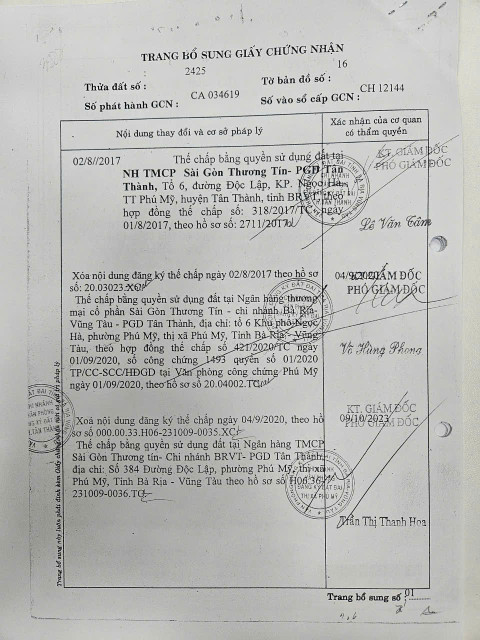 TRANG BỔ SUNG GIẤY CHỨNG NHẬN
Thửa đất số: 2425 Tờ bản đồ số: 16
Số phát hành GCN: CA 034619 Số vào sổ cấp GCN: CH 12144
Nội dung thay đổi và cơ sở pháp lý
Xác nhận của cơ quan
có thẩm quyền
02/8//2017 Thế chấp bằng quyền sử dụng đất tại
NH TMCP Sài Gòn Thương Tín- PGD Tân
Thành, Tổ 6, đường Độc Lập, KP. Ngọc Hà,
TT Phú Mỹ, huyện Tân Thành, tỉnh BRVT, theo
hợp đồng thế chấp số: 318/2017/TC ngày
01/8/2017, theo hồ sơ số: 2711/2017
KT. GIÁM ĐỐC
PHÓ GIÁM ĐỐC
Lê Văn Tâm
Xóa nội dung đăng ký thế chấp ngày 02/8/2017 theo hồ sơ
số: 20.03023.XC
Thế chấp bằng quyền sử dụng đất tại Ngân hàng thương
mại cổ phần Sài Gòn Thương Tín - chi nhánh Bà Rịa-
Vũng Tàu - PGD Tân Thành, địa chỉ: tổ 6 Khu phố Ngọc
Hà, phường Phú Mỹ, thị xã Phú Mỹ, Tỉnh Bà Rịa - Vũng
Tàu, theo hợp đồng thế chấp số 421/2020/TC ngày
01/09/2020, số công chứng 1493 quyển số 01/2020
TP/CC-SCC/HĐGD tại Văn phòng công chứng Phú Mỹ
ngày 01/09/2020, theo hồ sơ số 20.04002.TC
04/9/2020
KT. GIÁM ĐỐC
PHÓ GIÁM ĐỐC
Võ Hùng Phong
Xoá nội dung đăng ký thế chấp ngày 04/9/2020, theo hồ
sơ số 000.00.33.H06-231009-0035.XC
Thế chấp bằng quyền sử dụng đất tại Ngân hàng TMCP
Sài Gòn Thương Tín- Chi nhánh BRVT- PGD Tân Thành,
địa chỉ: Số 384 Đường Độc Lập, phường Phú Mỹ, thị xã
Phú Mỹ, Tỉnh Bà Rịa - Vũng Tàu theo hồ sơ số H06.36-
231009-0036.TC
09/10/2023
KT. GIÁM ĐỐC
PHÓ GIÁM ĐỐC
Trần Thị Thanh Hoa
Trang bổ sung số: 01